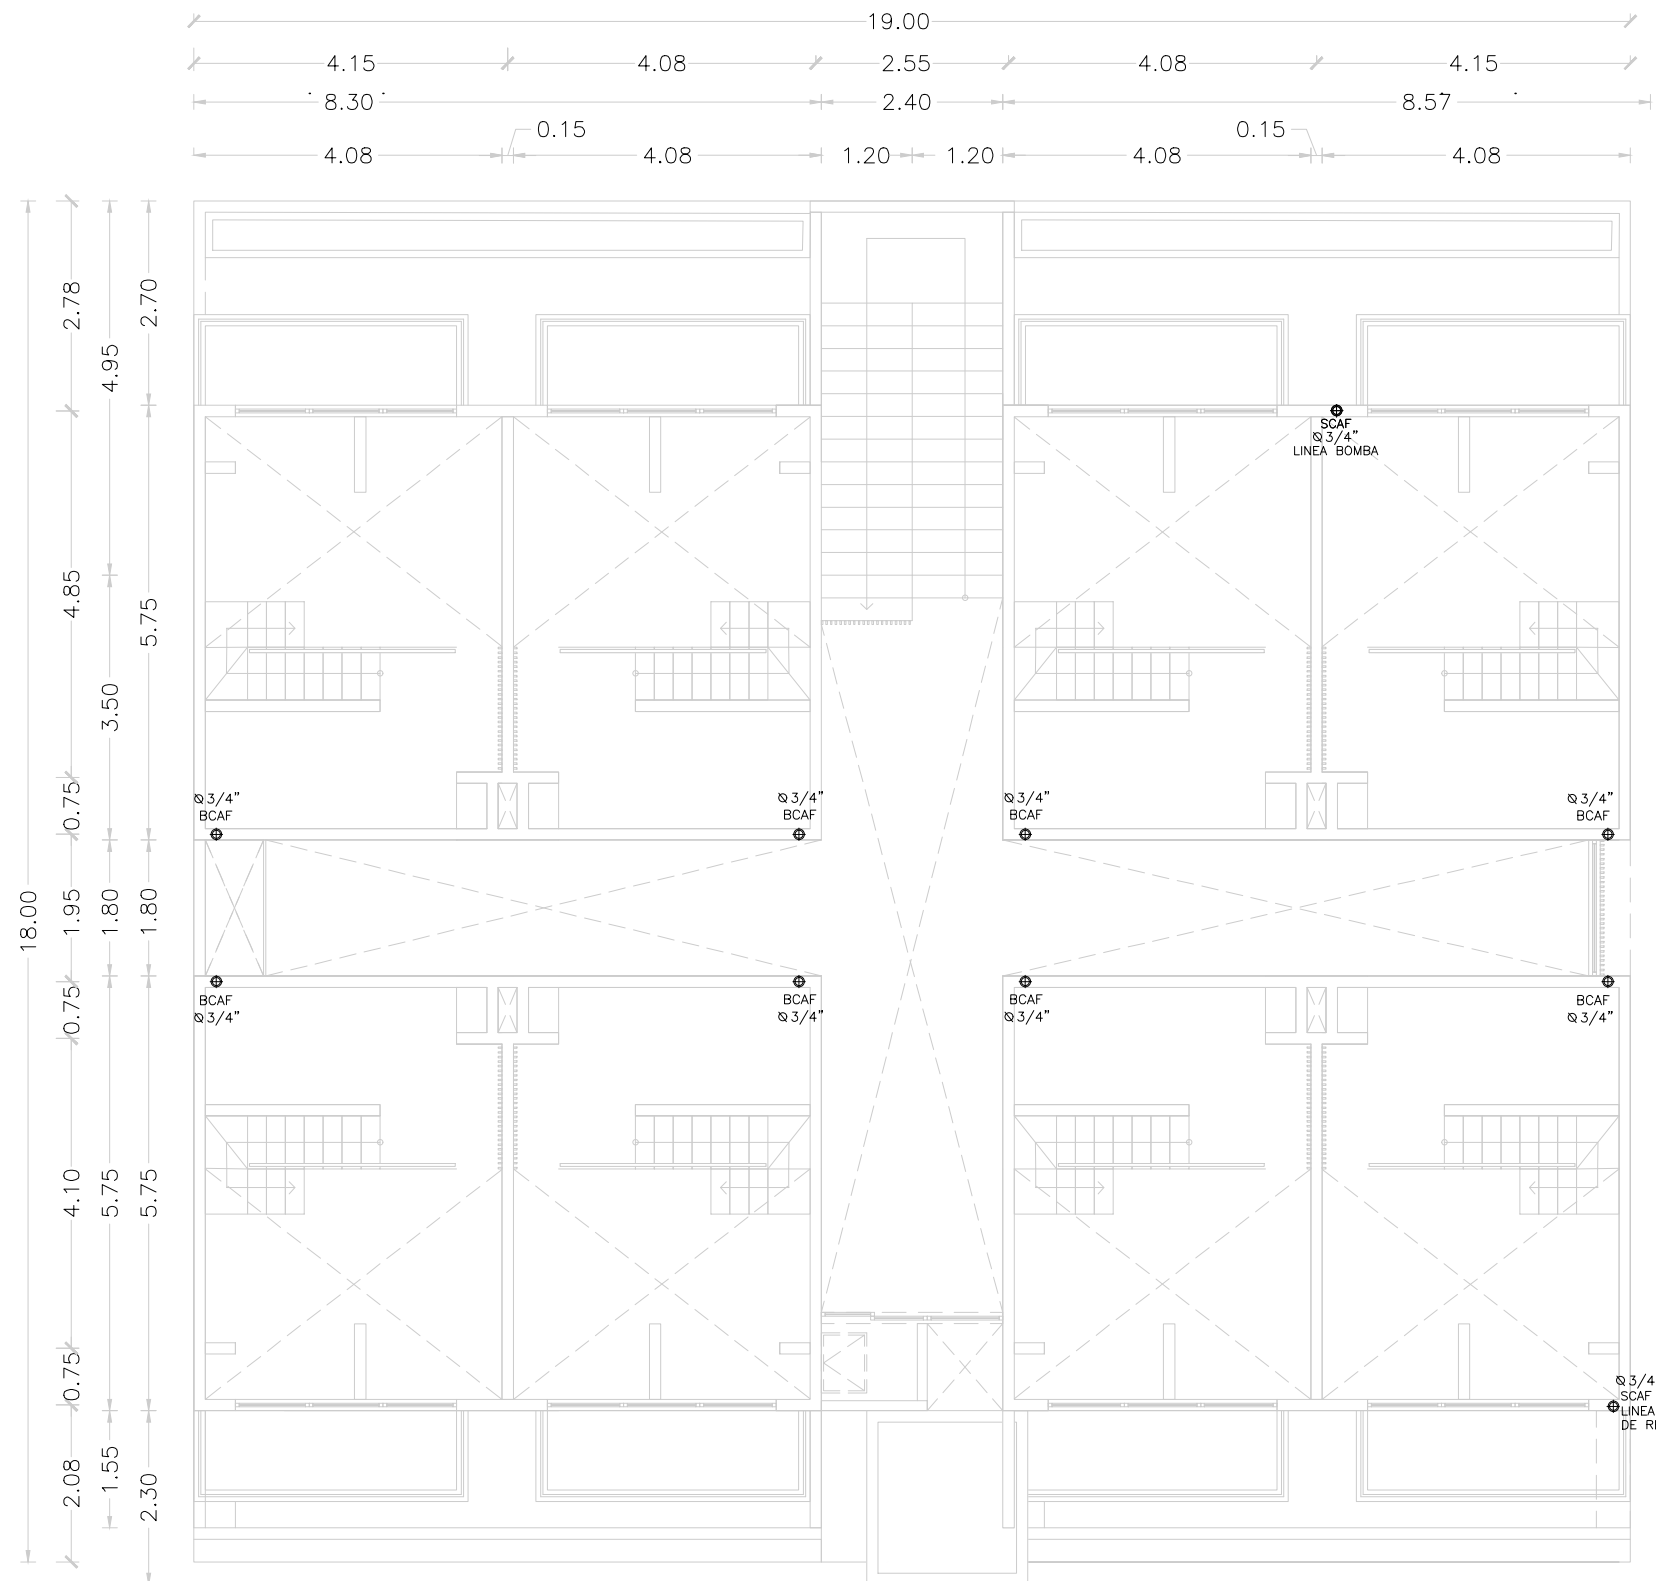 19.00
4.15 4.08 2.55 4.08 4.15
8.30 2.40 8.57
0.15 0.15
4.08 4.08 1.20 1.20 4.08 4.08
2.78
2.70
4.95
SCAF
Ø3/4"
LINEA BOMBA
4.85
5.75
3.50
0.75
Ø3/4" Ø3/4" Ø3/4" Ø3/4"
BCAF BCAF BCAF BCAF
18.00
1.95
1.80
1.80
BCAF BCAF BCAF BCAF
Ø3/4" Ø3/4" Ø3/4" Ø3/4"
0.75
4.10
5.75
5.75
0.75
Ø3/4
SCAF
LINEA
DE
2.08
1.55
2.30